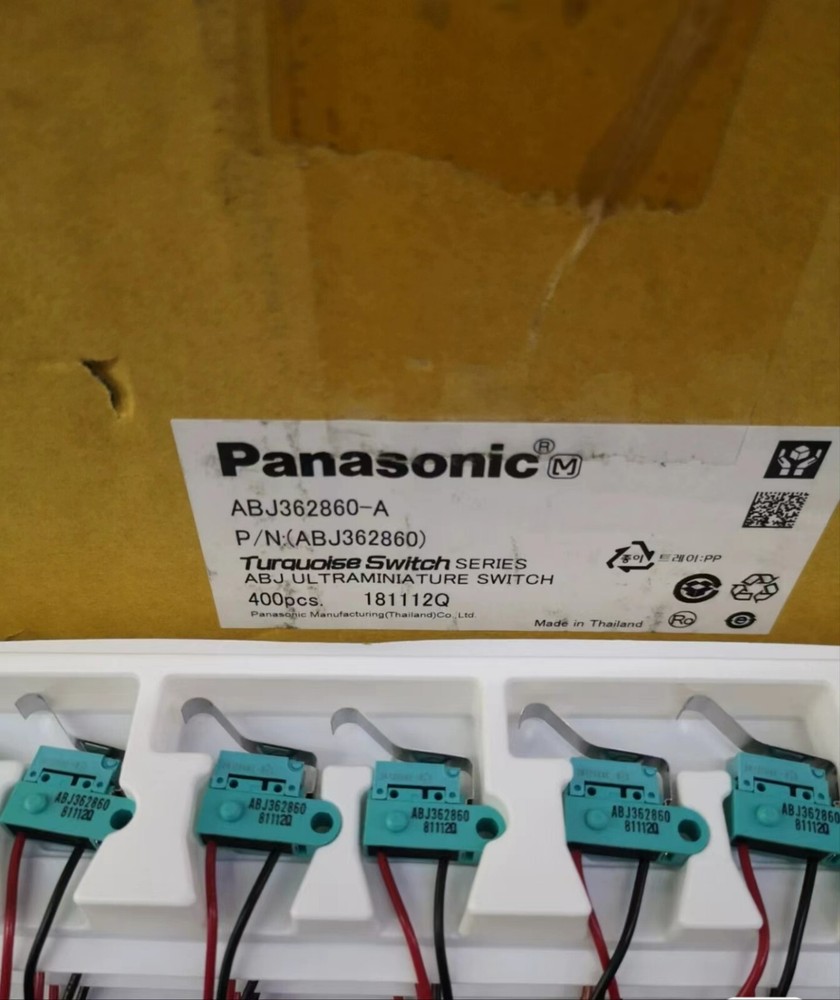 Panasonic® M
ABJ362860-A
P/N:(ABJ362860)
Turquoise Switch SERIES
ABJ ULTRAMINIATURE SWITCH
400pcs. 181112Q
Panasonic Manufacturing(Thailand)Co.,Ltd.
종이 트레이:PP
Made in Thailand
Ro
e
ABJ362860
81112Q
ABJ362860
81112Q
ABJ362860
81112Q
ABJ362860
81112Q
ABJ362860
81112Q